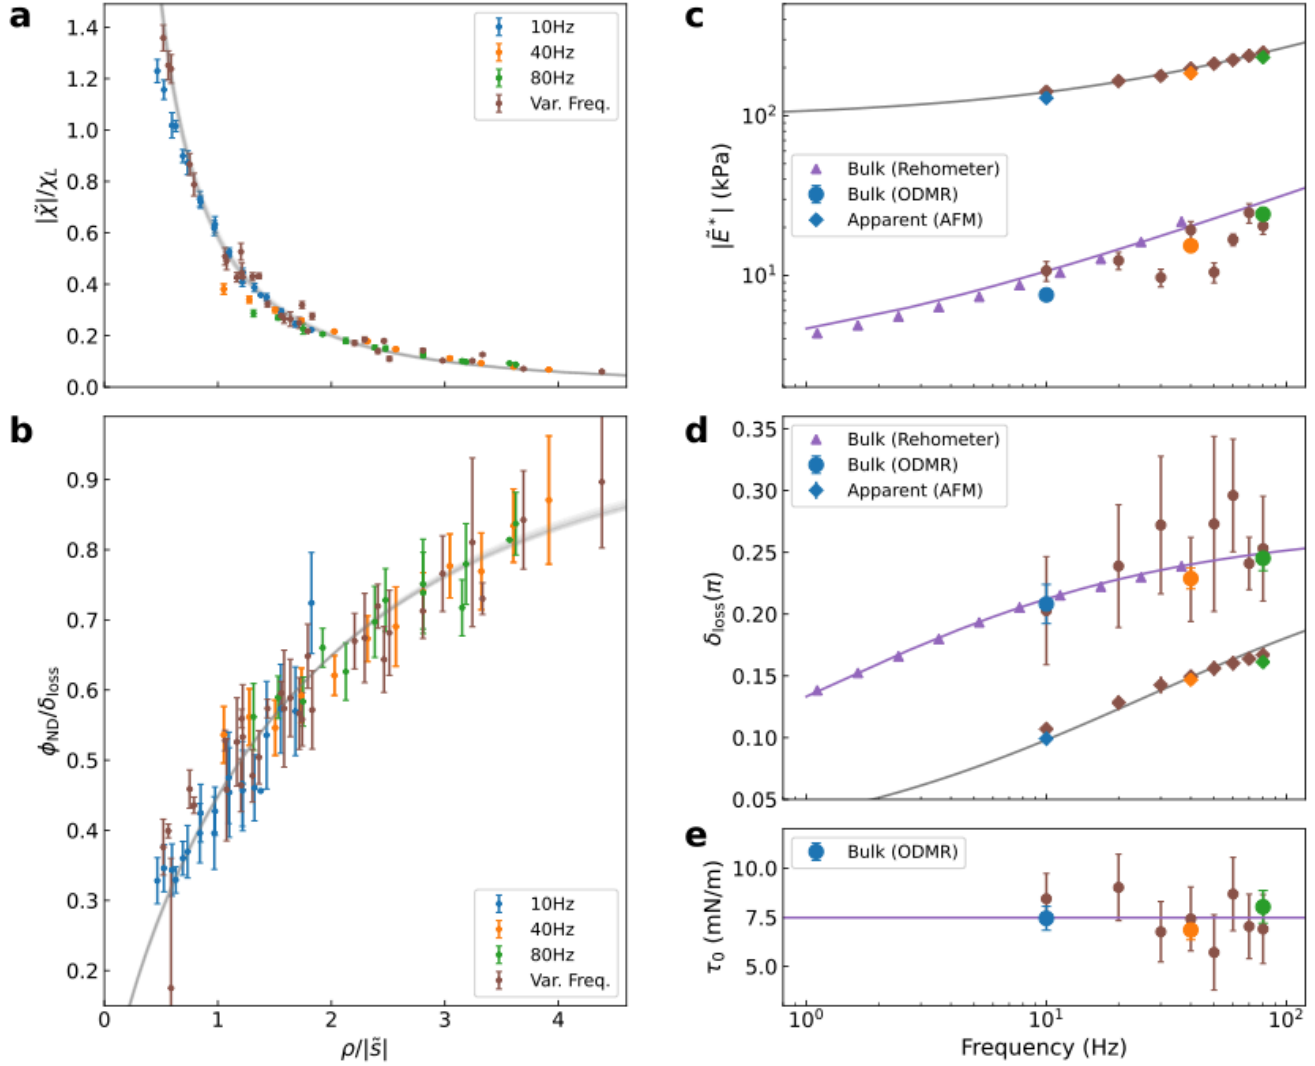 a
1.4
1.2
1.0
0.8
0.6
0.4
0.2
0.0
|χ̃|/χL
10Hz
40Hz
80Hz
Var. Freq.
b
0.9
0.8
0.7
0.6
0.5
0.4
0.3
0.2
ϕND/δloss
10Hz
40Hz
80Hz
Var. Freq.
0 1 2 3 4
ρ/|s̃|
c
10²
10¹
|Ẽ*| (kPa)
Bulk (Rehometer)
Bulk (ODMR)
Apparent (AFM)
d
0.35
0.30
0.25
0.20
0.15
0.10
0.05
δloss(π)
Bulk (Rehometer)
Bulk (ODMR)
Apparent (AFM)
e
10.0
7.5
5.0
τ0 (mN/m)
Bulk (ODMR)
10⁰ 10¹ 10²
Frequency (Hz)